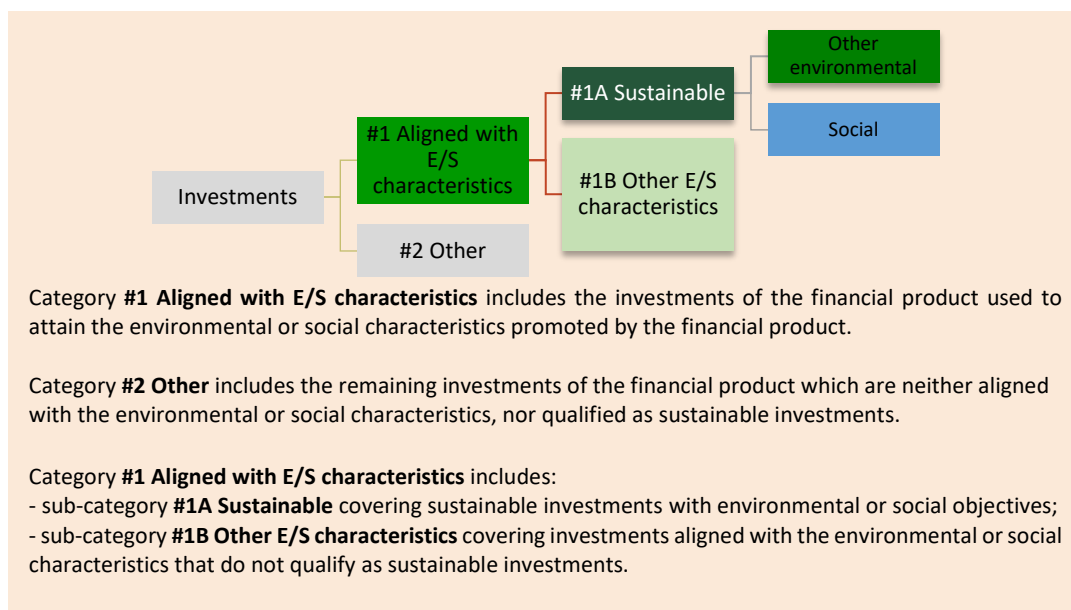 Other
environmental
#1A Sustainable
Social
#1 Aligned with
E/S
characteristics
#1B Other E/S
characteristics
Investments
#2 Other
Category #1 Aligned with E/S characteristics includes the investments of the financial product used to
attain the environmental or social characteristics promoted by the financial product.
Category #2 Other includes the remaining investments of the financial product which are neither aligned
with the environmental or social characteristics, nor qualified as sustainable investments.
Category #1 Aligned with E/S characteristics includes:
- sub-category #1A Sustainable covering sustainable investments with environmental or social objectives;
- sub-category #1B Other E/S characteristics covering investments aligned with the environmental or social
characteristics that do not qualify as sustainable investments.